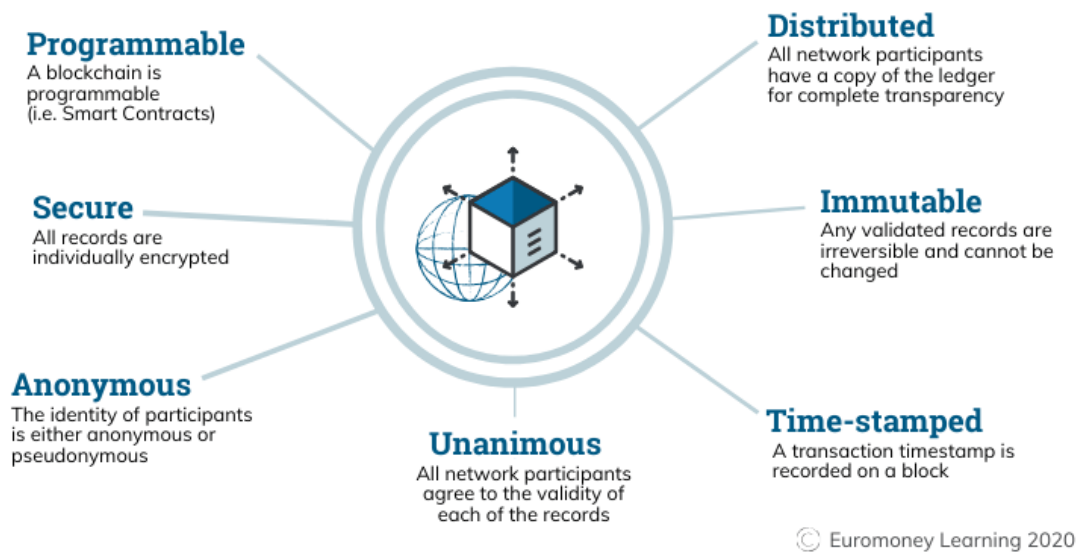 Programmable
A blockchain is
programmable
(i.e. Smart Contracts)
Distributed
All network participants
have a copy of the ledger
for complete transparency
Secure
All records are
individually encrypted
Immutable
Any validated records are
irreversible and cannot be
changed
Anonymous
The identity of participants
is either anonymous or
pseudonymous
Unanimous
All network participants
agree to the validity of
each of the records
Time-stamped
A transaction timestamp is
recorded on a block
© Euromoney Learning 2020